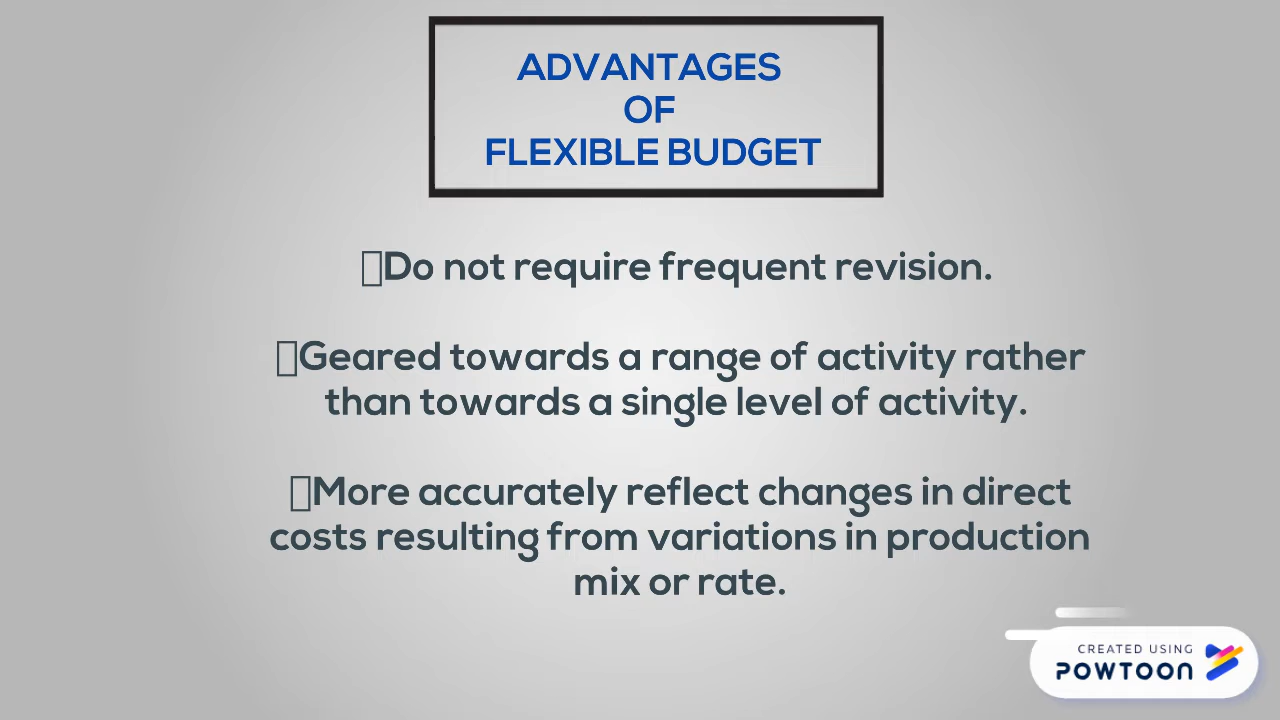 ADVANTAGES
OF
FLEXIBLE BUDGET
Do not require frequent revision.
Geared towards a range of activity rather
than towards a single level of activity.
More accurately reflect changes in direct
costs resulting from variations in production
mix or rate.
CREATED USING
POWTOON